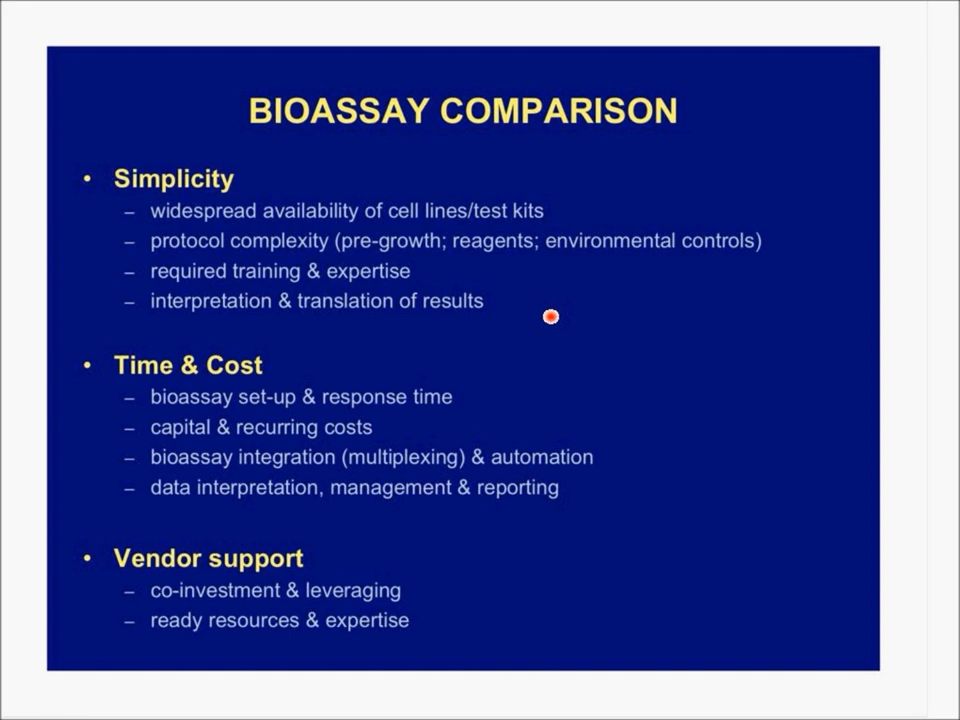 BIOASSAY COMPARISON
• Simplicity
– widespread availability of cell lines/test kits
– protocol complexity (pre-growth; reagents; environmental controls)
– required training & expertise
– interpretation & translation of results
• Time & Cost
– bioassay set-up & response time
– capital & recurring costs
– bioassay integration (multiplexing) & automation
– data interpretation, management & reporting
• Vendor support
– co-investment & leveraging
– ready resources & expertise